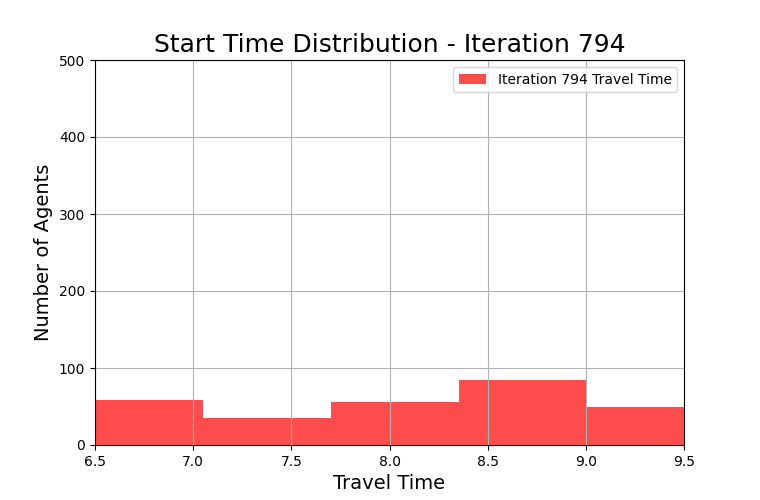 Start Time Distribution - Iteration 794
500
Iteration 794 Travel Time
400
300
200
100
0
Number of Agents
6.5 7.0 7.5 8.0 8.5 9.0 9.5
Travel Time